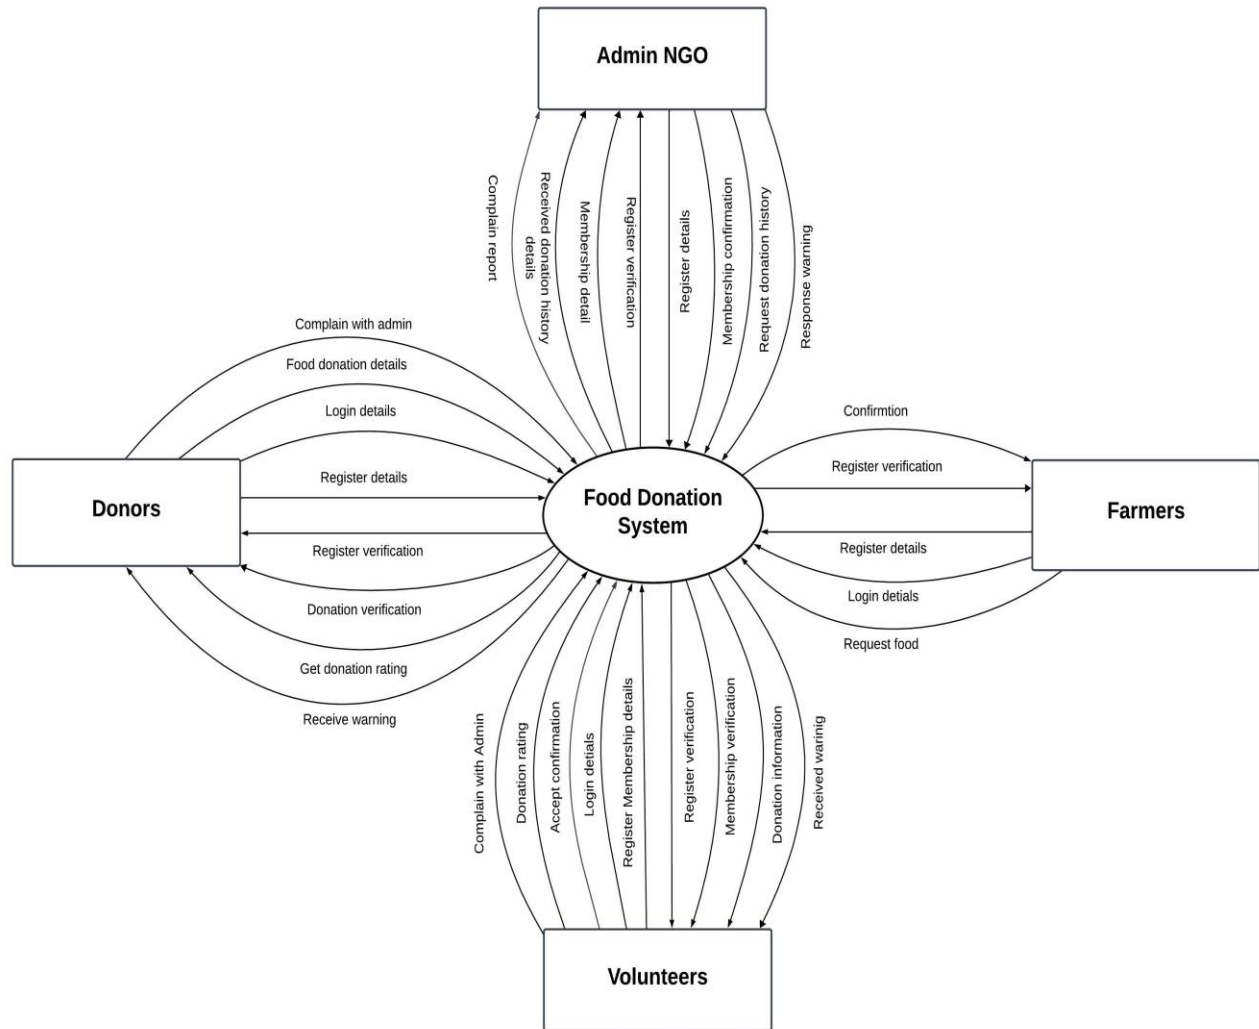 Admin NGO
Complain report
Received donation history
details
Membership detail
Register verification
Register details
Membership confirmation
Request donation history
Response warning
Complain with admin
Food donation details
Login details
Register details
Donors
Register verification
Donation verification
Get donation rating
Receive warning
Food Donation
System
Confirmtion
Register verification
Farmers
Register details
Login detials
Request food
Complain with Admin
Donation rating
Accept confirmation
Login detials
Register Membership details
Register verification
Membership verification
Donation information
Received warinig
Volunteers